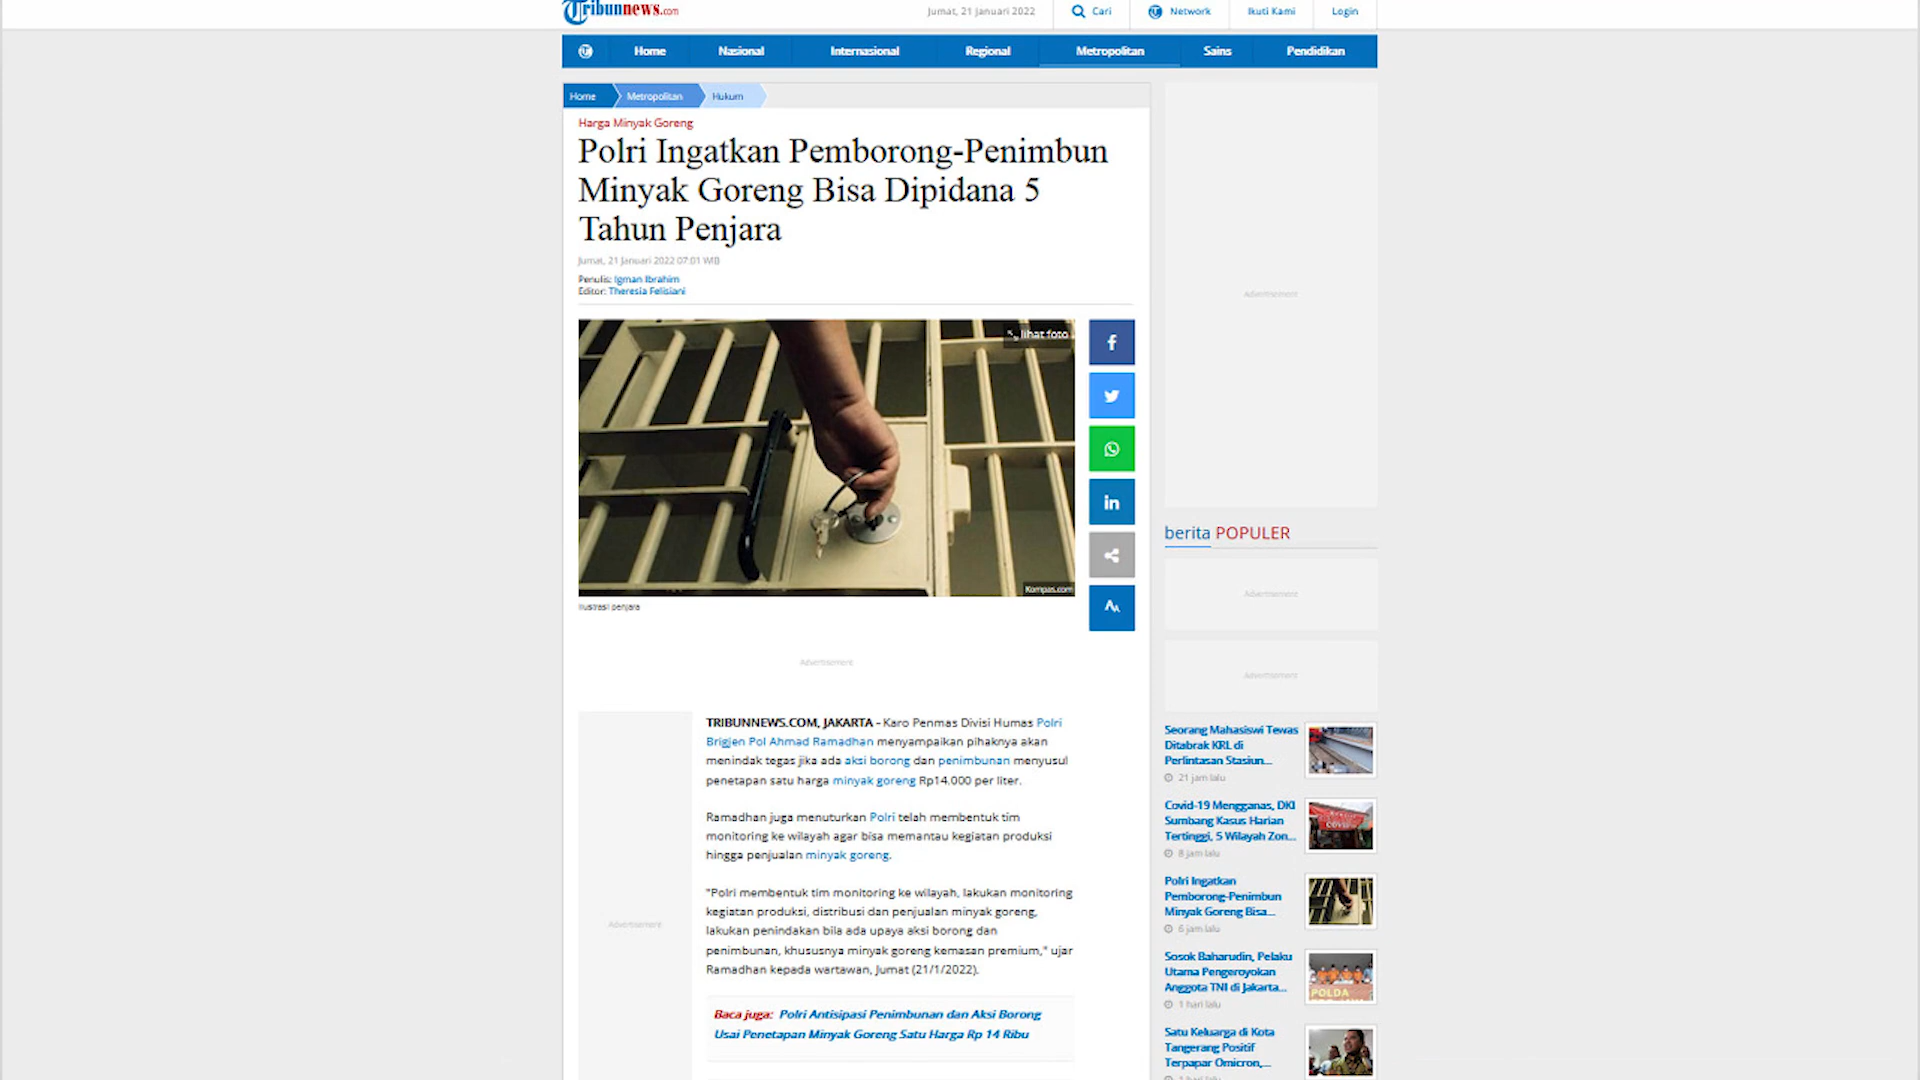 Tribunnews.com
Jumat, 21 Januari 2022
Cari
Network
Ikuti Kami
Login
Home
Nasional
Internasional
Regional
Metropolitan
Sains
Pendidikan
Home
Metropolitan
Hukum
Harga Minyak Goreng
Polri Ingatkan Pemborong-Penimbun
Minyak Goreng Bisa Dipidana 5
Tahun Penjara
Jumat, 21 Januari 2022 07:01 WIB
Penulis: Igman Ibrahim
Editor: Theresia Felisiani
lihat foto
Kompas.com
Ilustrasi penjara
Advertisement
Advertisement
TRIBUNNEWS.COM, JAKARTA - Karo Penmas Divisi Humas Polri
Brigjen Pol Ahmad Ramadhan menyampaikan pihaknya akan
menindak tegas jika ada aksi borong dan penimbunan menyusul
penetapan satu harga minyak goreng Rp14.000 per liter.
Ramadhan juga menuturkan Polri telah membentuk tim
monitoring ke wilayah agar bisa memantau kegiatan produksi
hingga penjualan minyak goreng.
"Polri membentuk tim monitoring ke wilayah, lakukan monitoring
kegiatan produksi, distribusi dan penjualan minyak goreng,
lakukan penindakan bila ada upaya aksi borong dan
penimbunan, khususnya minyak goreng kemasan premium," ujar
Ramadhan kepada wartawan, Jumat (21/1/2022).
Baca juga: Polri Antisipasi Penimbunan dan Aksi Borong
Usai Penetapan Minyak Goreng Satu Harga Rp 14 Ribu
Advertisement
berita POPULER
Advertisement
Advertisement
Seorang Mahasiswi Tewas
Ditabrak KRL di
Perlintasan Stasiun...
21 jam lalu
Covid-19 Mengganas, DKI
Sumbang Kasus Harian
Tertinggi, 5 Wilayah Zon...
8 jam lalu
Polri Ingatkan
Pemborong-Penimbun
Minyak Goreng Bisa...
6 jam lalu
Sosok Baharudin, Pelaku
Utama Pengeroyokan
Anggota TNI di Jakarta...
1 hari lalu
POLDA
Satu Keluarga di Kota
Tangerang Positif
Terpapar Omicron,...
1 hari lalu